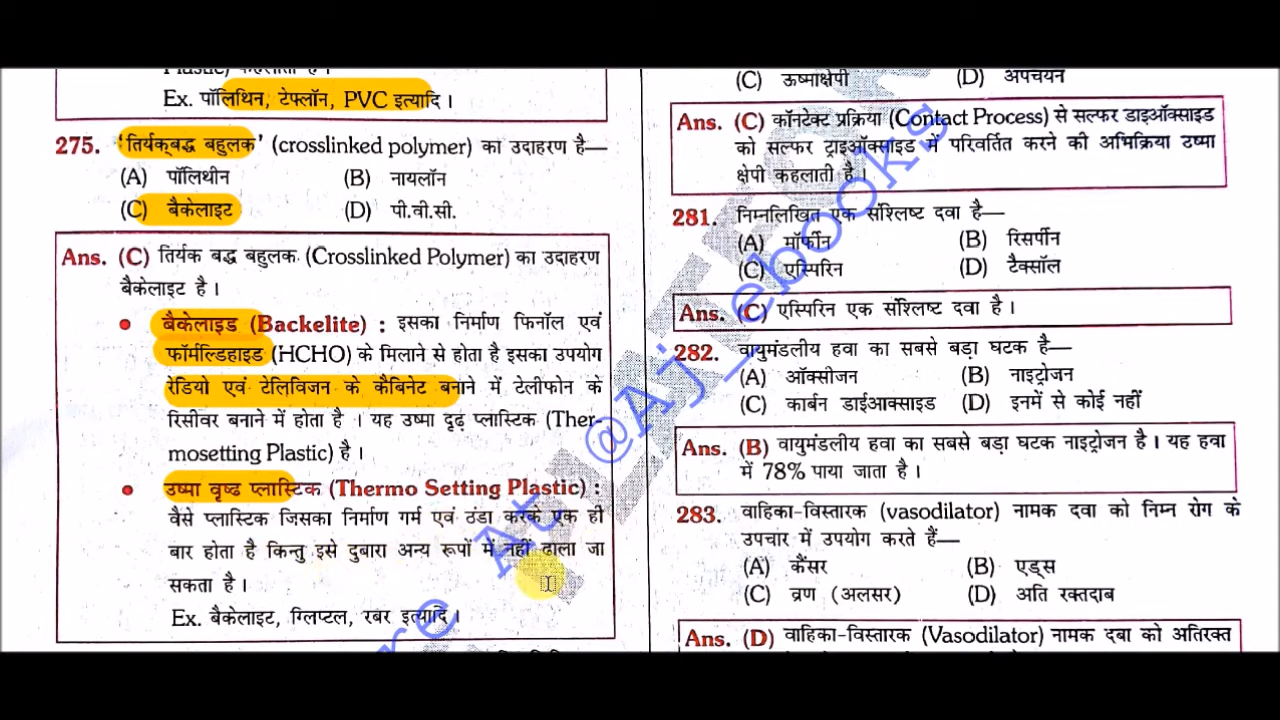 Plastic) कहलाता है।
Ex. पॉलिथिन, टेफ्लॉन, PVC इत्यादि।
275. 'तिर्यक्बद्ध बहुलक' (crosslinked polymer) का उदाहरण है—
(A) पॉलिथीन (B) नायलॉन
(C) बैकेलाइट (D) पी.वी.सी.
Ans. (C) तिर्यक बद्ध बहुलक (Crosslinked Polymer) का उदाहरण
बैकेलाइट है।
• बैकेलाइड (Backelite) : इसका निर्माण फिनॉल एवं
फॉर्मल्डिहाइड (HCHO) के मिलाने से होता है इसका उपयोग
रेडियो एवं टेलिविजन के कैबिनेट बनाने में टेलीफोन के
रिसीवर बनाने में होता है। यह उष्मा दृढ़ प्लास्टिक (Ther-
mosetting Plastic) है।
• उष्मा वृष्ढ प्लास्टिक (Thermo Setting Plastic) :
वैसे प्लास्टिक जिसका निर्माण गर्म एवं ठंडा करके एक ही
बार होता है किन्तु इसे दुबारा अन्य रूपों में नहीं ढाला जा
सकता है।
Ex. बैकेलाइट, ग्लिप्टल, रबर इत्यादि।
(C) ऊष्माक्षेपी (D) अपचयन
Ans. (C) कॉनटेक्ट प्रक्रिया (Contact Process) से सल्फर डाइऑक्साइड
को सल्फर ट्राइऑक्साइड में परिवर्तित करने की अभिक्रिया उष्मा
क्षेपी कहलाती है।
281. निम्नलिखित एक संश्लिष्ट दवा है—
(A) मॉर्फीन (B) रिसर्पीन
(C) एस्पिरिन (D) टैक्सॉल
Ans. (C) एस्पिरिन एक संश्लिष्ट दवा है।
282. वायुमंडलीय हवा का सबसे बड़ा घटक है—
(A) ऑक्सीजन (B) नाइट्रोजन
(C) कार्बन डाईआक्साइड (D) इनमें से कोई नहीं
Ans. (B) वायुमंडलीय हवा का सबसे बड़ा घटक नाइट्रोजन है। यह हवा
में 78% पाया जाता है।
283. वाहिका-विस्तारक (vasodilator) नामक दवा को निम्न रोग के
उपचार में उपयोग करते हैं—
(A) कैंसर (B) एड्स
(C) व्रण (अलसर) (D) अति रक्तदाब
Ans. (D) वाहिका-विस्तारक (Vasodilator) नामक दबा को अतिरक्त
re At @Aj_ebooks